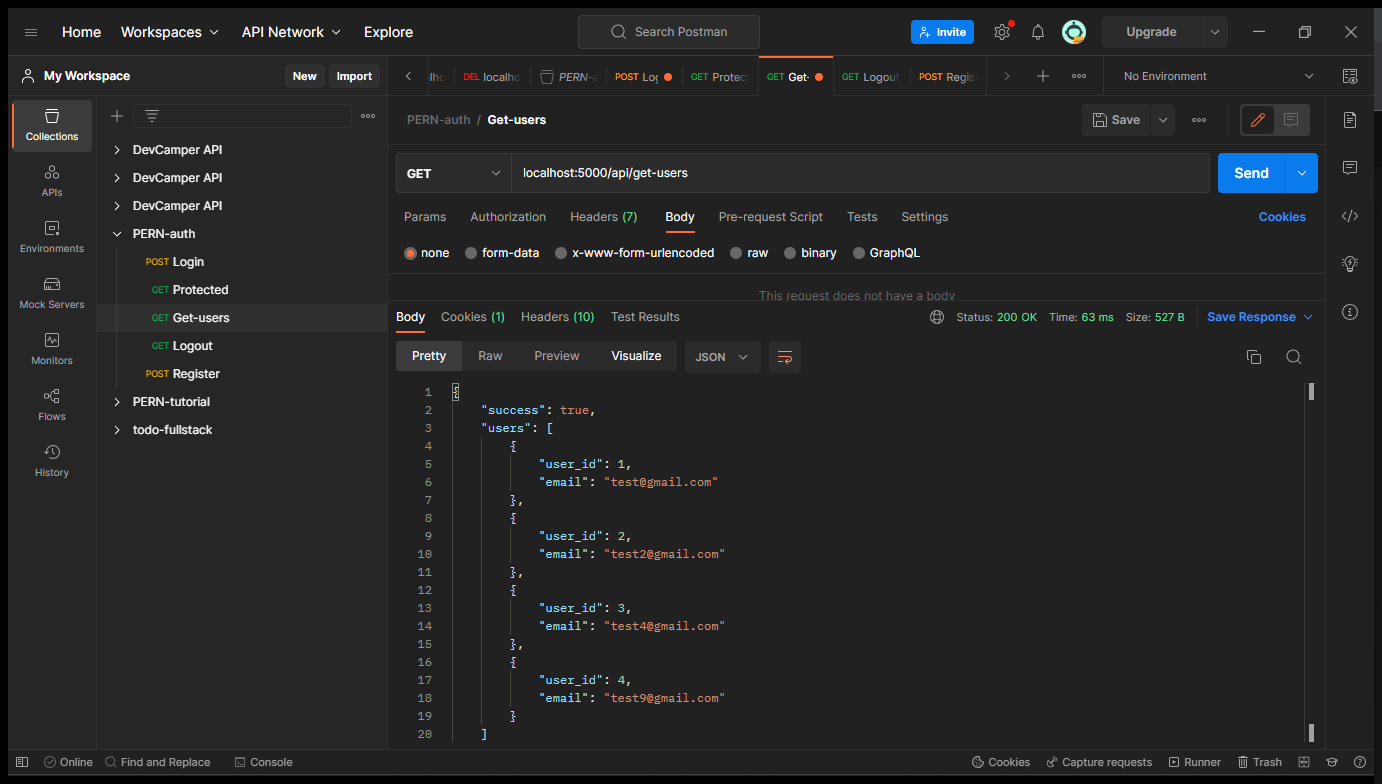 Home Workspaces API Network Explore Search Postman Invite Upgrade
My Workspace New Import
DEL localho PERN-a POST Log GET Protec GET Get- GET Logout POST Regis No Environment
Collections
APIs
Environments
Mock Servers
Monitors
Flows
History
DevCamper API
DevCamper API
DevCamper API
PERN-auth
POST Login
GET Protected
GET Get-users
GET Logout
POST Register
PERN-tutorial
todo-fullstack
PERN-auth / Get-users Save
GET localhost:5000/api/get-users Send
Params Authorization Headers (7) Body Pre-request Script Tests Settings Cookies
none form-data x-www-form-urlencoded raw binary GraphQL
This request does not have a body
Body Cookies (1) Headers (10) Test Results Status: 200 OK Time: 63 ms Size: 527 B Save Response
Pretty Raw Preview Visualize JSON
1 {
2 "success": true,
3 "users": [
4 {
5 "user_id": 1,
6 "email": "test@gmail.com"
7 },
8 {
9 "user_id": 2,
10 "email": "test2@gmail.com"
11 },
12 {
13 "user_id": 3,
14 "email": "test4@gmail.com"
15 },
16 {
17 "user_id": 4,
18 "email": "test9@gmail.com"
19 }
20 ]
Online Find and Replace Console Cookies Capture requests Runner Trash